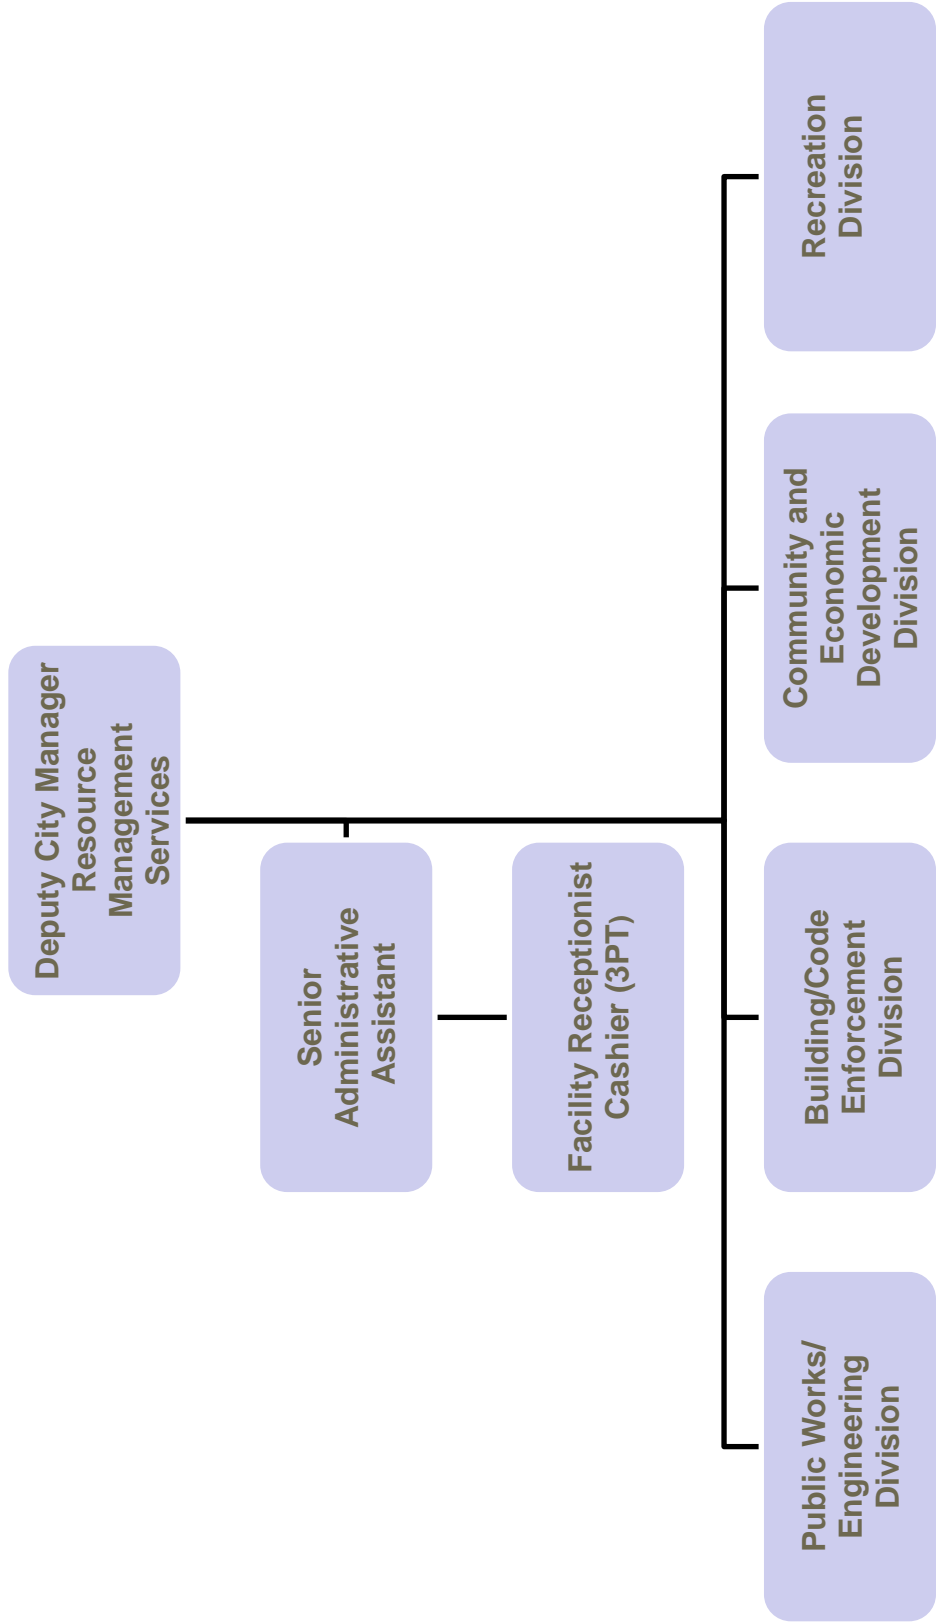 Deputy City Manager
Resource
Management
Services
Senior
Administrative
Assistant
Facility Receptionist
Cashier (3PT)
Public Works/
Engineering
Division
Building/Code
Enforcement
Division
Community and
Economic
Development
Division
Recreation
Division